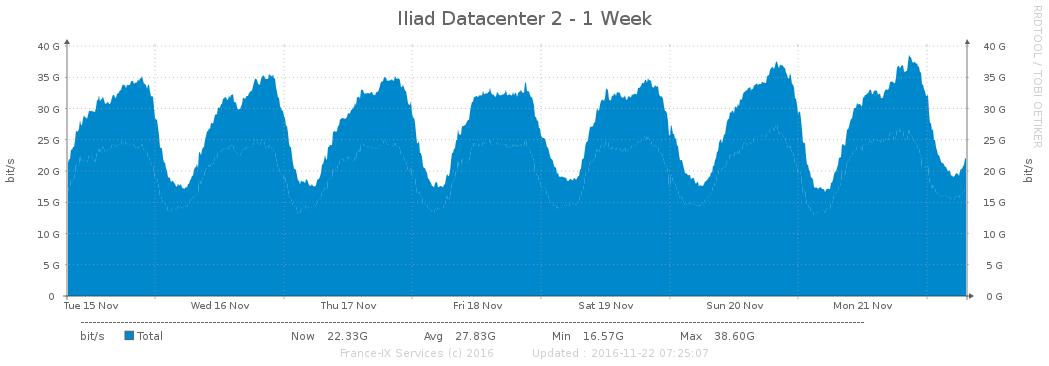 Iliad Datacenter 2 - 1 Week
RRDTOOL / TOBI OETIKER
40 G 40 G
35 G 35 G
30 G 30 G
25 G 25 G
20 G 20 G
15 G 15 G
10 G 10 G
5 G 5 G
0 0 G
bit/s bit/s
Tue 15 Nov Wed 16 Nov Thu 17 Nov Fri 18 Nov Sat 19 Nov Sun 20 Nov Mon 21 Nov
bit/s Total Now 22.33G Avg 27.83G Min 16.57G Max 38.60G
France-IX Services (c) 2016 Updated : 2016-11-22 07:25:07